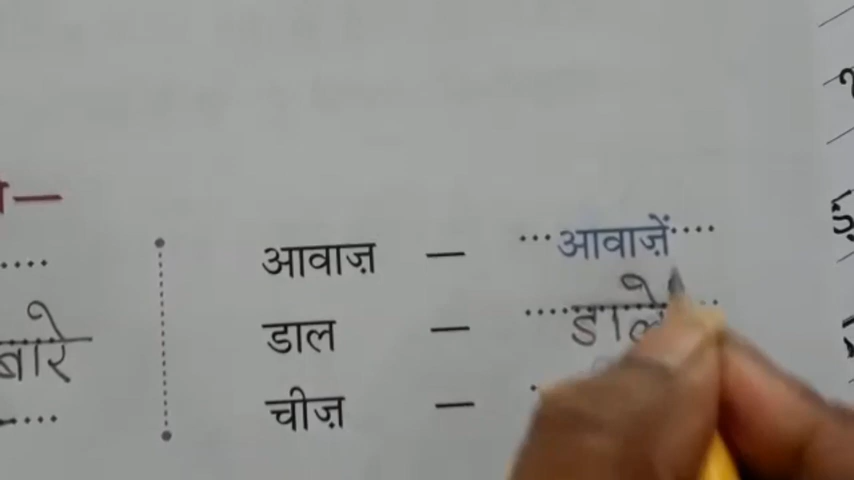 बारे
आवाज़ — आवाज़ें
डाल — डाले
चीज़ —